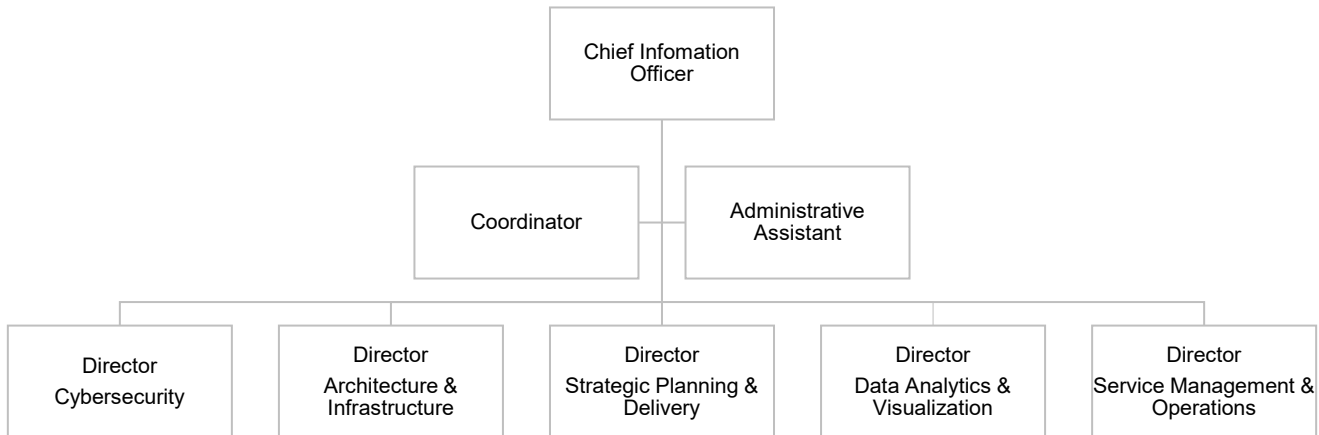 Chief Infomation
Officer
Coordinator
Administrative
Assistant
Director
Cybersecurity
Director
Architecture &
Infrastructure
Director
Strategic Planning &
Delivery
Director
Data Analytics &
Visualization
Director
Service Management &
Operations